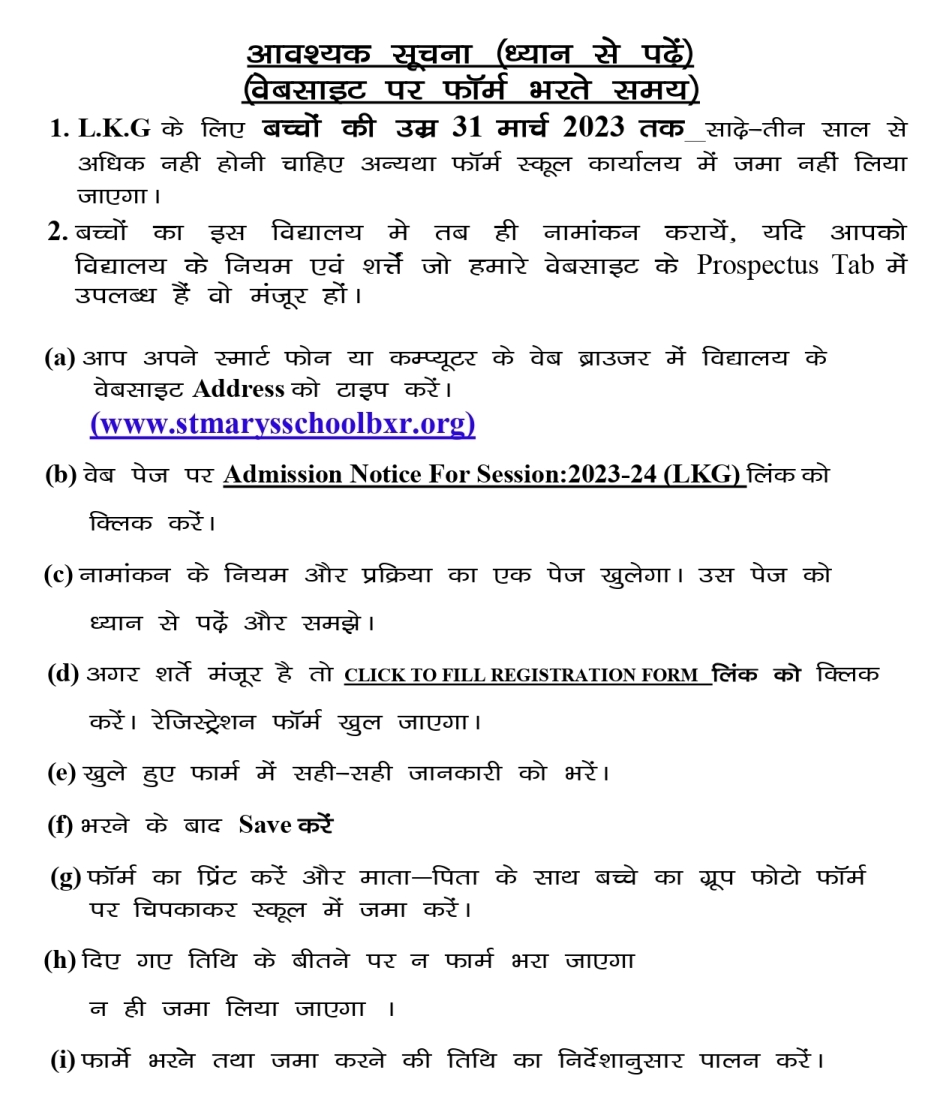 आवश्यक सूचना (ध्यान से पढ़ें)
(वेबसाइट पर फॉर्म भरते समय)
1. L.K.G के लिए बच्चों की उम्र 31 मार्च 2023 तक_साढ़े–तीन साल से
अधिक नही होनी चाहिए अन्यथा फॉर्म स्कूल कार्यालय में जमा नहीं लिया
जाएगा।
2. बच्चों का इस विद्यालय मे तब ही नामांकन करायें, यदि आपको
विद्यालय के नियम एवं शर्त्तें जो हमारे वेबसाइट के Prospectus Tab में
उपलब्ध हैं वो मंजूर हों।
(a) आप अपने स्मार्ट फोन या कम्प्यूटर के वेब ब्राउजर में विद्यालय के
वेबसाइट Address को टाइप करें।
(www.stmarysschoolbxr.org)
(b) वेब पेज पर Admission Notice For Session:2023-24 (LKG) लिंक को
क्लिक करें।
(c) नामांकन के नियम और प्रक्रिया का एक पेज खुलेगा। उस पेज को
ध्यान से पढ़ें और समझे।
(d) अगर शर्ते मंजूर है तो CLICK TO FILL REGISTRATION FORM लिंक को क्लिक
करें। रेजिस्ट्रेशन फॉर्म खुल जाएगा।
(e) खुले हुए फार्म में सही–सही जानकारी को भरें।
(f) भरने के बाद Save करें
(g) फॉर्म का प्रिंट करें और माता—पिता के साथ बच्चे का ग्रूप फोटो फॉर्म
पर चिपकाकर स्कूल में जमा करें।
(h) दिए गए तिथि के बीतने पर न फार्म भरा जाएगा
न ही जमा लिया जाएगा ।
(i) फार्मे भरने तथा जमा करने की तिथि का निर्देशानुसार पालन करें।